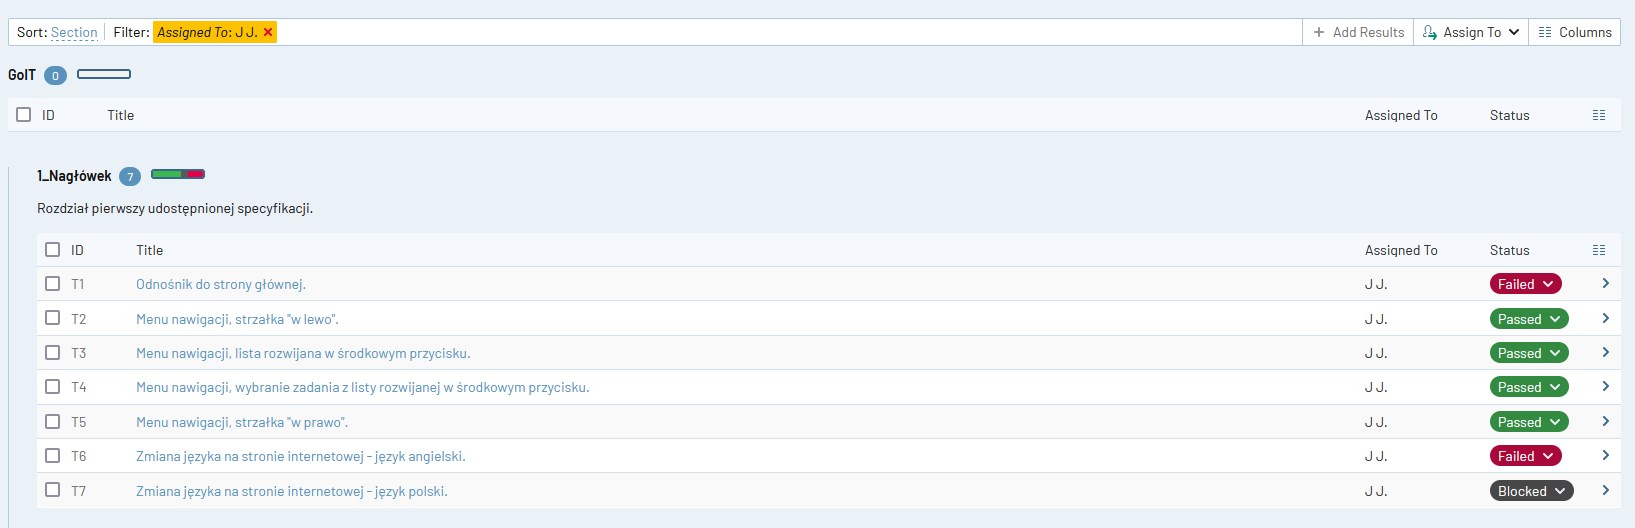 Sort: Section Filter: Assigned To: J J. × + Add Results Assign To Columns
GoIT 0
ID Title Assigned To Status
1_Nagłówek 7
Rozdział pierwszy udostępnionej specyfikacji.
ID Title Assigned To Status
T1 Odnośnik do strony głównej. J J. Failed
T2 Menu nawigacji, strzałka "w lewo". J J. Passed
T3 Menu nawigacji, lista rozwijana w środkowym przycisku. J J. Passed
T4 Menu nawigacji, wybranie zadania z listy rozwijanej w środkowym przycisku. J J. Passed
T5 Menu nawigacji, strzałka "w prawo". J J. Passed
T6 Zmiana języka na stronie internetowej - język angielski. J J. Failed
T7 Zmiana języka na stronie internetowej - język polski. J J. Blocked